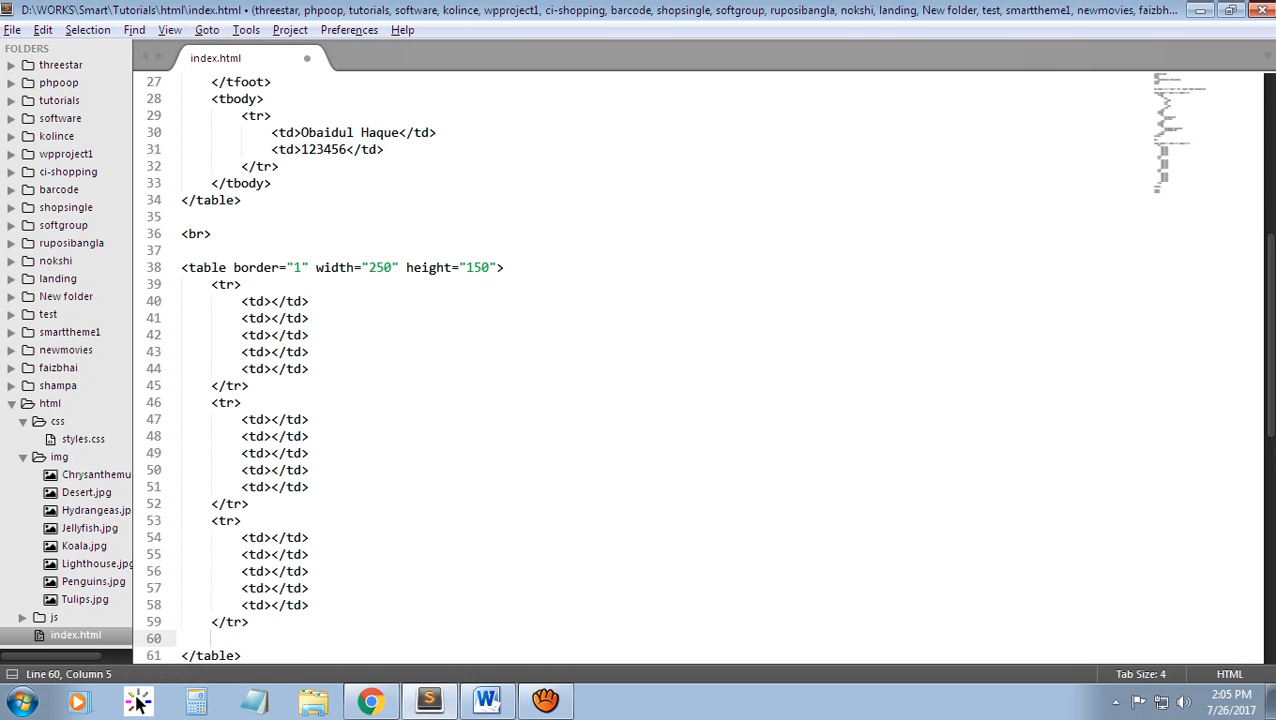 D:\WORKS\Smart\Tutorials\html\index.html • (threestar, phpoop, tutorials, software, kolince, wpproject1, ci-shopping, barcode, shopsingle, softgroup, ruposibangla, nokshi, landing, New folder, test, smarttheme1, newmovies, faizbh...
File Edit Selection Find View Goto Tools Project Preferences Help
FOLDERS
threestar
phpoop
tutorials
software
kolince
wpproject1
ci-shopping
barcode
shopsingle
softgroup
ruposibangla
nokshi
landing
New folder
test
smarttheme1
newmovies
faizbhai
shampa
html
css
styles.css
img
Chrysanthemu
Desert.jpg
Hydrangeas.jp
Jellyfish.jpg
Koala.jpg
Lighthouse.jpg
Penguins.jpg
Tulips.jpg
js
index.html
index.html
27 </tfoot>
28 <tbody>
29 <tr>
30 <td>Obaidul Haque</td>
31 <td>123456</td>
32 </tr>
33 </tbody>
34 </table>
35
36 <br>
37
38 <table border="1" width="250" height="150">
39 <tr>
40 <td></td>
41 <td></td>
42 <td></td>
43 <td></td>
44 <td></td>
45 </tr>
46 <tr>
47 <td></td>
48 <td></td>
49 <td></td>
50 <td></td>
51 <td></td>
52 </tr>
53 <tr>
54 <td></td>
55 <td></td>
56 <td></td>
57 <td></td>
58 <td></td>
59 </tr>
60
61 </table>
Line 60, Column 5 Tab Size: 4 HTML
2:05 PM
7/26/2017